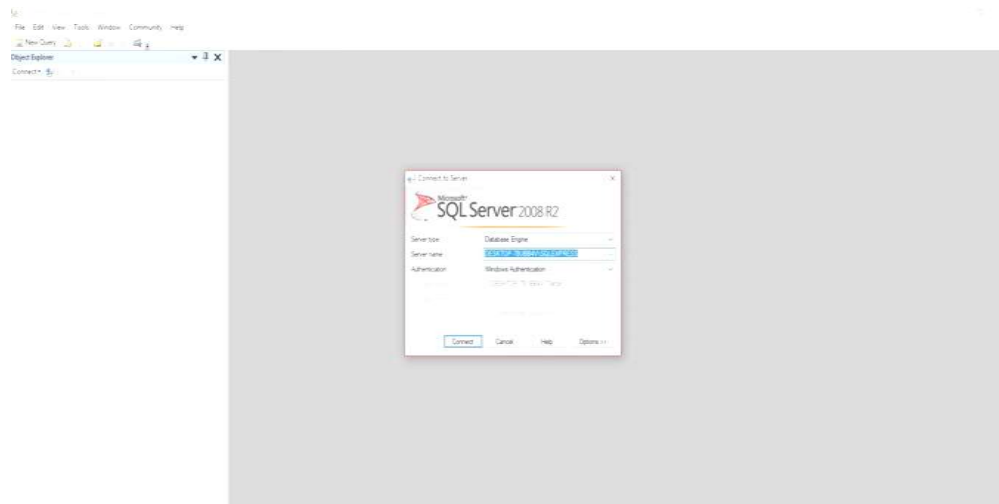 File Edit View Tools Window Community Help
New Query
Object Explorer
Connect
Connect to Server
Microsoft
SQL Server 2008 R2
Server type Database Engine
Server name
Authentication Windows Authentication
Connect Cancel Help Options >>